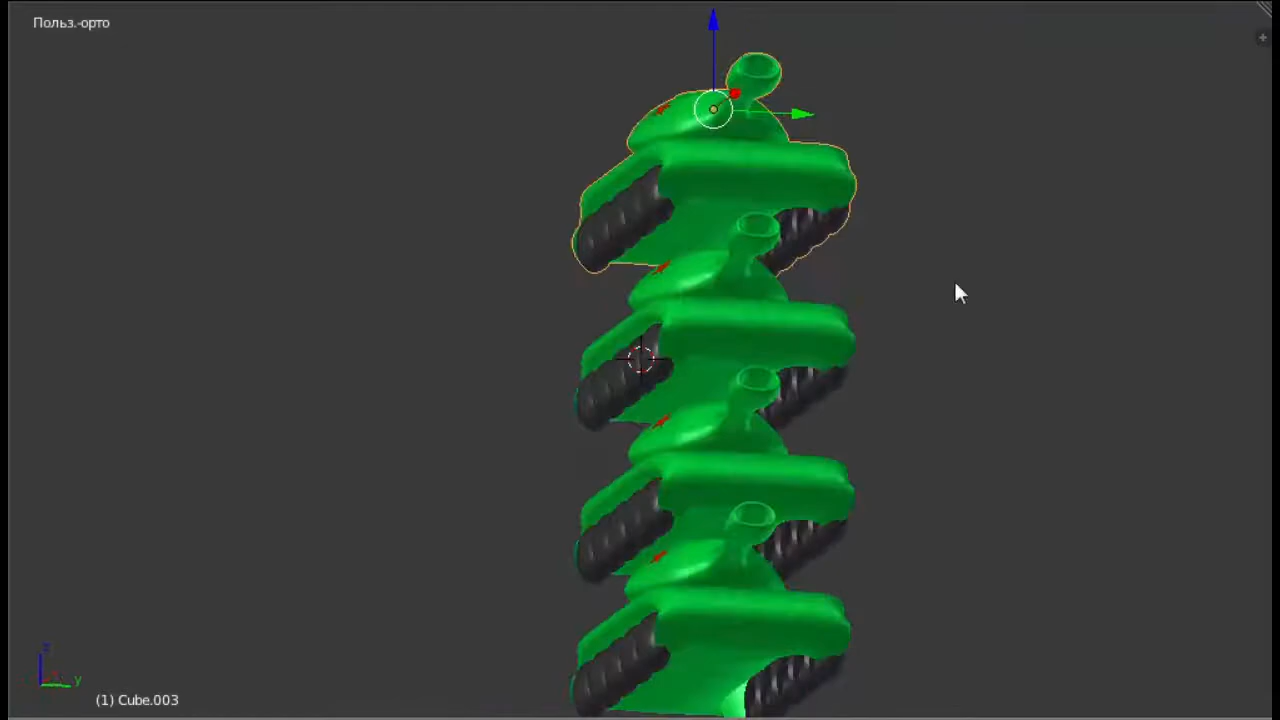 Польз.-орто
z
y
(1) Cube.003